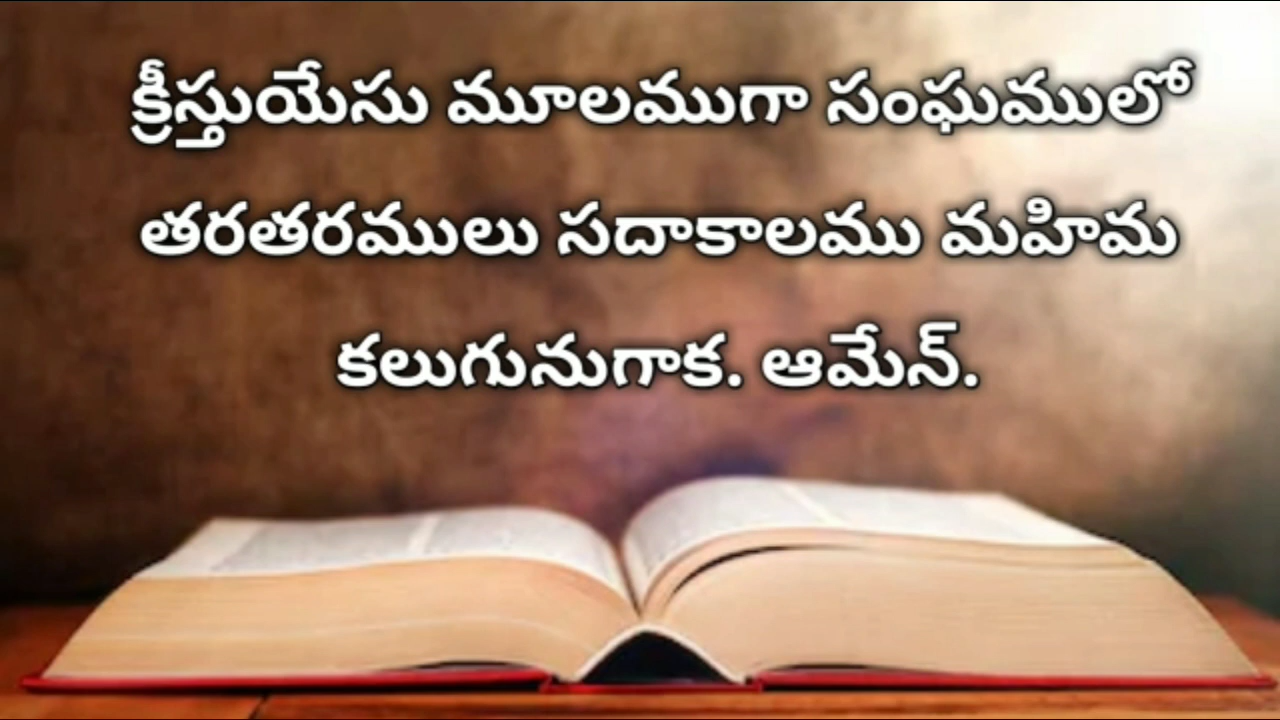 క్రీస్తుయేసు మూలముగా సంఘములో
తరతరములు సదాకాలము మహిమ
కలుగునుగాక. ఆమేన్.